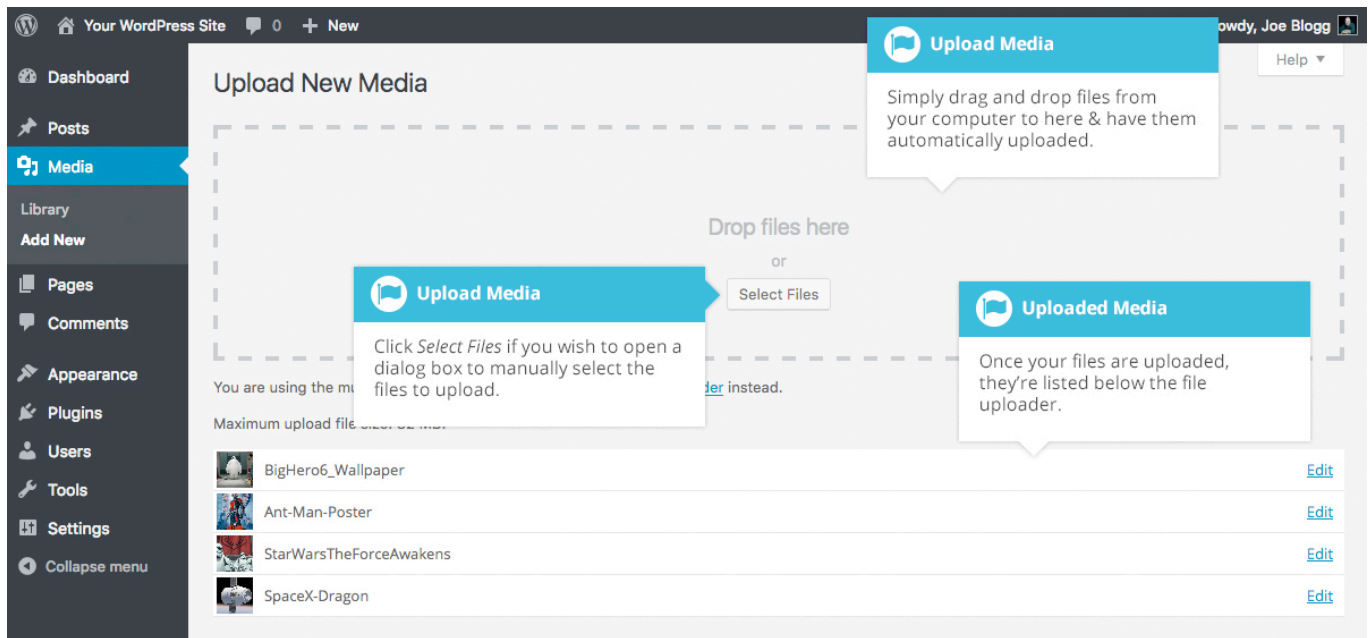 Your WordPress Site 0 + New
owdy, Joe Blogg
Help ▼
Dashboard
Posts
Media
Library
Add New
Pages
Comments
Appearance
Plugins
Users
Tools
Settings
Collapse menu
Upload New Media
Upload Media
Simply drag and drop files from
your computer to here & have them
automatically uploaded.
Drop files here
or
Select Files
Upload Media
Click Select Files if you wish to open a
dialog box to manually select the
files to upload.
Uploaded Media
Once your files are uploaded,
they're listed below the file
uploader.
You are using the instead.
Maximum upload file
BigHero6_Wallpaper Edit
Ant-Man-Poster Edit
StarWarsTheForceAwakens Edit
SpaceX-Dragon Edit